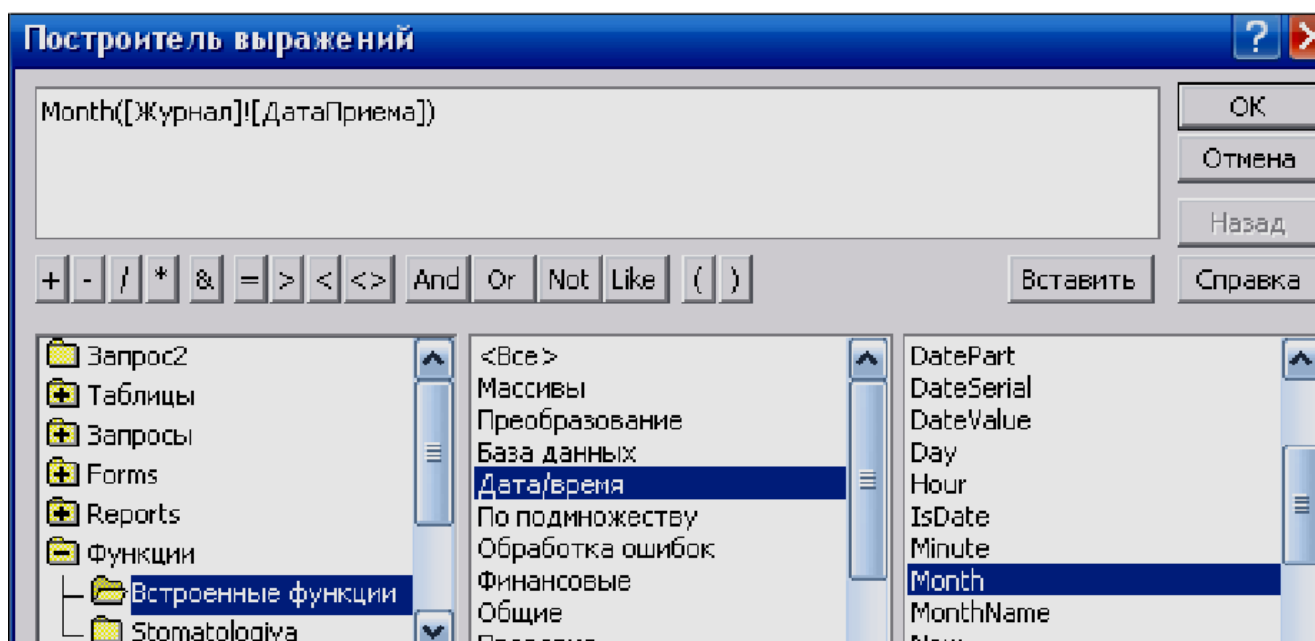 Построитель выражений
?
Month([Журнал]![ДатаПриема])
ОК
Отмена
Назад
+ - / * & = > < <> And Or Not Like ( ) Вставить Справка
Запрос2
Таблицы
Запросы
Forms
Reports
Функции
Встроенные функции
Stomatologiya
<Все>
Массивы
Преобразование
База данных
Дата/время
По подмножеству
Обработка ошибок
Финансовые
Общие
DatePart
DateSerial
DateValue
Day
Hour
IsDate
Minute
Month
MonthName